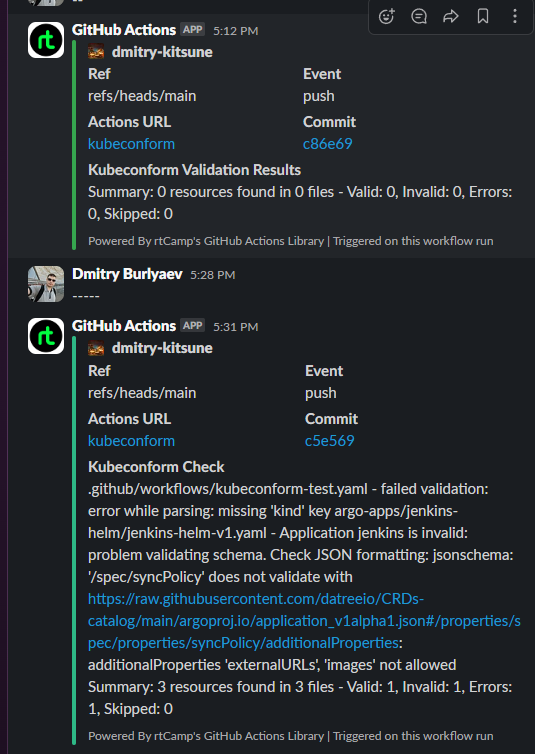 GitHub Actions APP 5:12 PM
dmitry-kitsune
Ref Event
refs/heads/main push
Actions URL Commit
kubeconform c86e69
Kubeconform Validation Results
Summary: 0 resources found in 0 files - Valid: 0, Invalid: 0, Errors:
0, Skipped: 0
Powered By rtCamp's GitHub Actions Library | Triggered on this workflow run
Dmitry Burlyaev 5:28 PM
-----
rt GitHub Actions APP 5:31 PM
dmitry-kitsune
Ref Event
refs/heads/main push
Actions URL Commit
kubeconform c5e569
Kubeconform Check
.github/workflows/kubeconform-test.yaml - failed validation:
error while parsing: missing 'kind' key argo-apps/jenkins-
helm/jenkins-helm-v1.yaml - Application jenkins is invalid:
problem validating schema. Check JSON formatting: jsonschema:
'/spec/syncPolicy' does not validate with
https://raw.githubusercontent.com/datreeio/CRDs-
catalog/main/argoproj.io/application_v1alpha1.json#/properties/s
pec/properties/syncPolicy/additionalProperties:
additionalProperties 'externalURLs', 'images' not allowed
Summary: 3 resources found in 3 files - Valid: 1, Invalid: 1, Errors:
1, Skipped: 0
Powered By rtCamp's GitHub Actions Library | Triggered on this workflow run